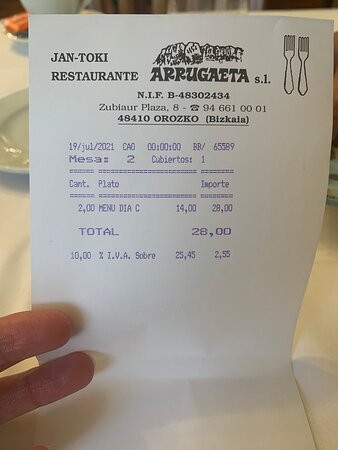 JAN-TOKI
RESTAURANTE ARRUGAETA s.l.
N.I.F. B-48302434
Zubiaur Plaza, 8 - ☎ 94 661 00 01
48410 OROZKO (Bizkaia)
19/jul/2021 CAO 00:00:00 BB/ 65589
Mesa: 2 Cubiertos: 1
Cant. Plato Importe
2,00 MENU DIA C 14,00 28,00
TOTAL 28,00
10,00 % I.V.A. Sobre 25,45 2,55